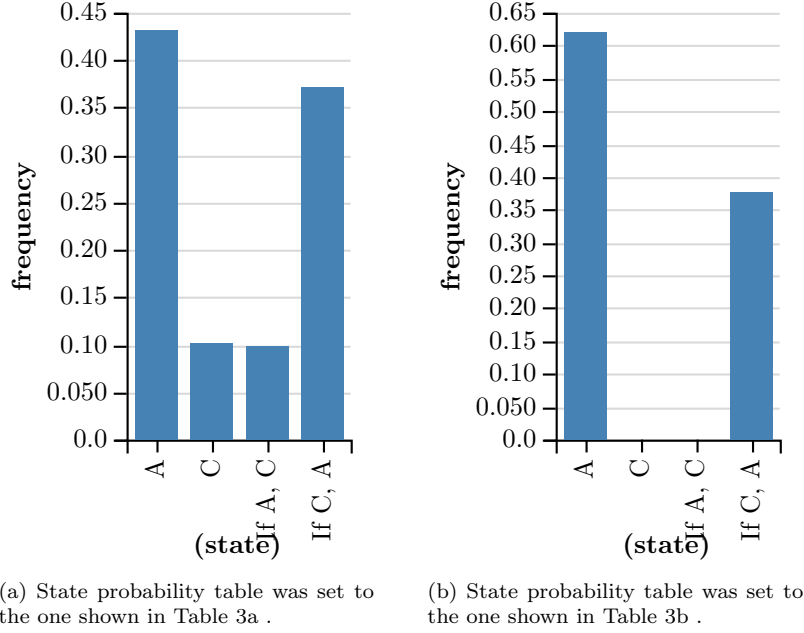 frequency
0.45
0.40
0.35
0.30
0.25
0.20
0.15
0.10
0.050
0.0
A
C
If A, C
If C, A
(state)
(a) State probability table was set to
the one shown in Table 3a .
frequency
0.65
0.60
0.55
0.50
0.45
0.40
0.35
0.30
0.25
0.20
0.15
0.10
0.050
0.0
A
C
If A, C
If C, A
(state)
(b) State probability table was set to
the one shown in Table 3b .